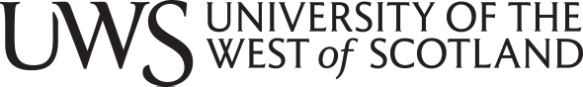 UWS
UNIVERSITY OF THE
WEST of SCOTLAND